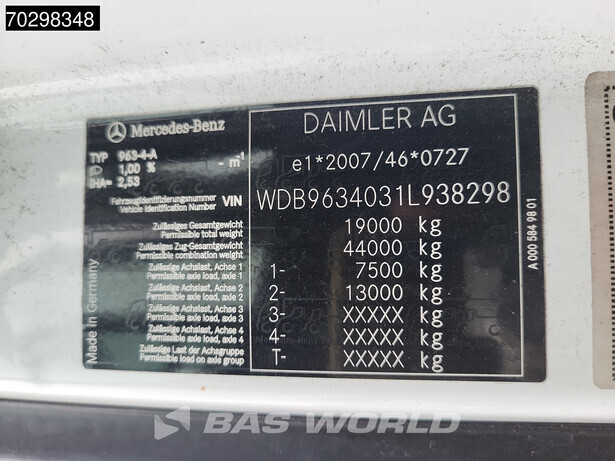 70298348
Mercedes-Benz
DAIMLER AG
TYP 963-4-A
1,00 % - m⁻¹
IHA= 2,53
e1*2007/46*0727
Fahrzeugidentifizierungsnummer
Vehicle Identification Number
VIN WDB9634031L938298
Zulässiges Gesamtgewicht
Permissible total weight
19000 kg
Zulässiges Zug-Gesamtgewicht
Permissible combination weight
44000 kg
Zulässige Achslast, Achse 1
Permissible axle load, axle 1
1- 7500 kg
Zulässige Achslast, Achse 2
Permissible axle load, axle 2
2- 13000 kg
Zulässige Achslast, Achse 3
Permissible axle load, axle 3
3- XXXXX kg
Zulässige Achslast, Achse 4
Permissible axle load, axle 4
4- XXXXX kg
Zulässige Last der Achsgruppe
Permissible load on axle group
T- XXXXX kg
Made in Germany
A 000 584 98 01
BAS WORLD